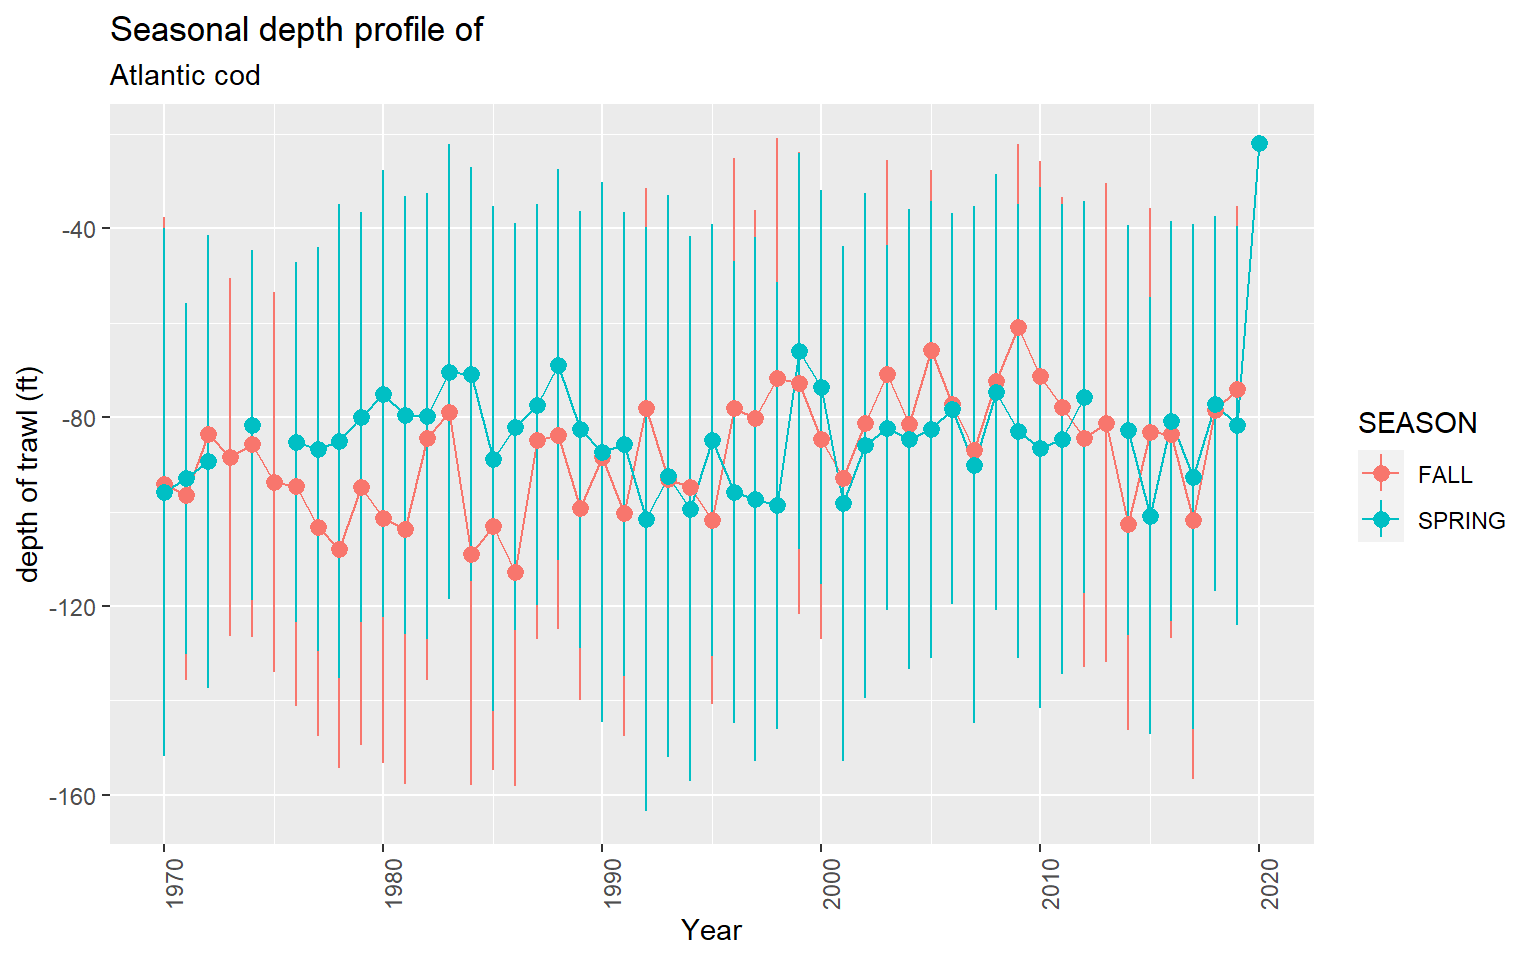 Seasonal depth profile of
Atlantic cod
depth of trawl (ft)
-40
-80
-120
-160
1970
1980
1990
2000
2010
2020
Year
SEASON
FALL
SPRING